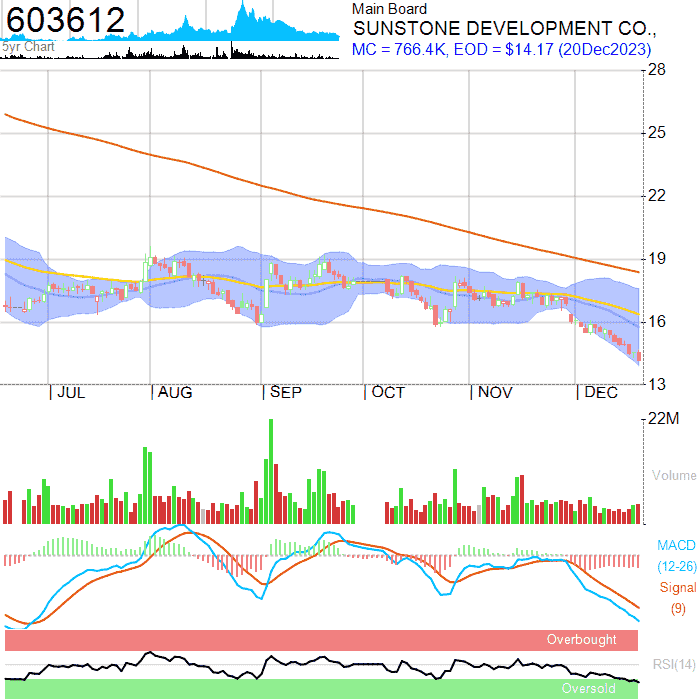 603612
5yr Chart
Main Board
SUNSTONE DEVELOPMENT CO.,
MC = 766.4K, EOD = $14.17 (20Dec2023)
28
25
22
19
16
13
JUL
AUG
SEP
OCT
NOV
DEC
22M
Volume
MACD
(12-26)
Signal
(9)
Overbought
RSI(14)
Oversold